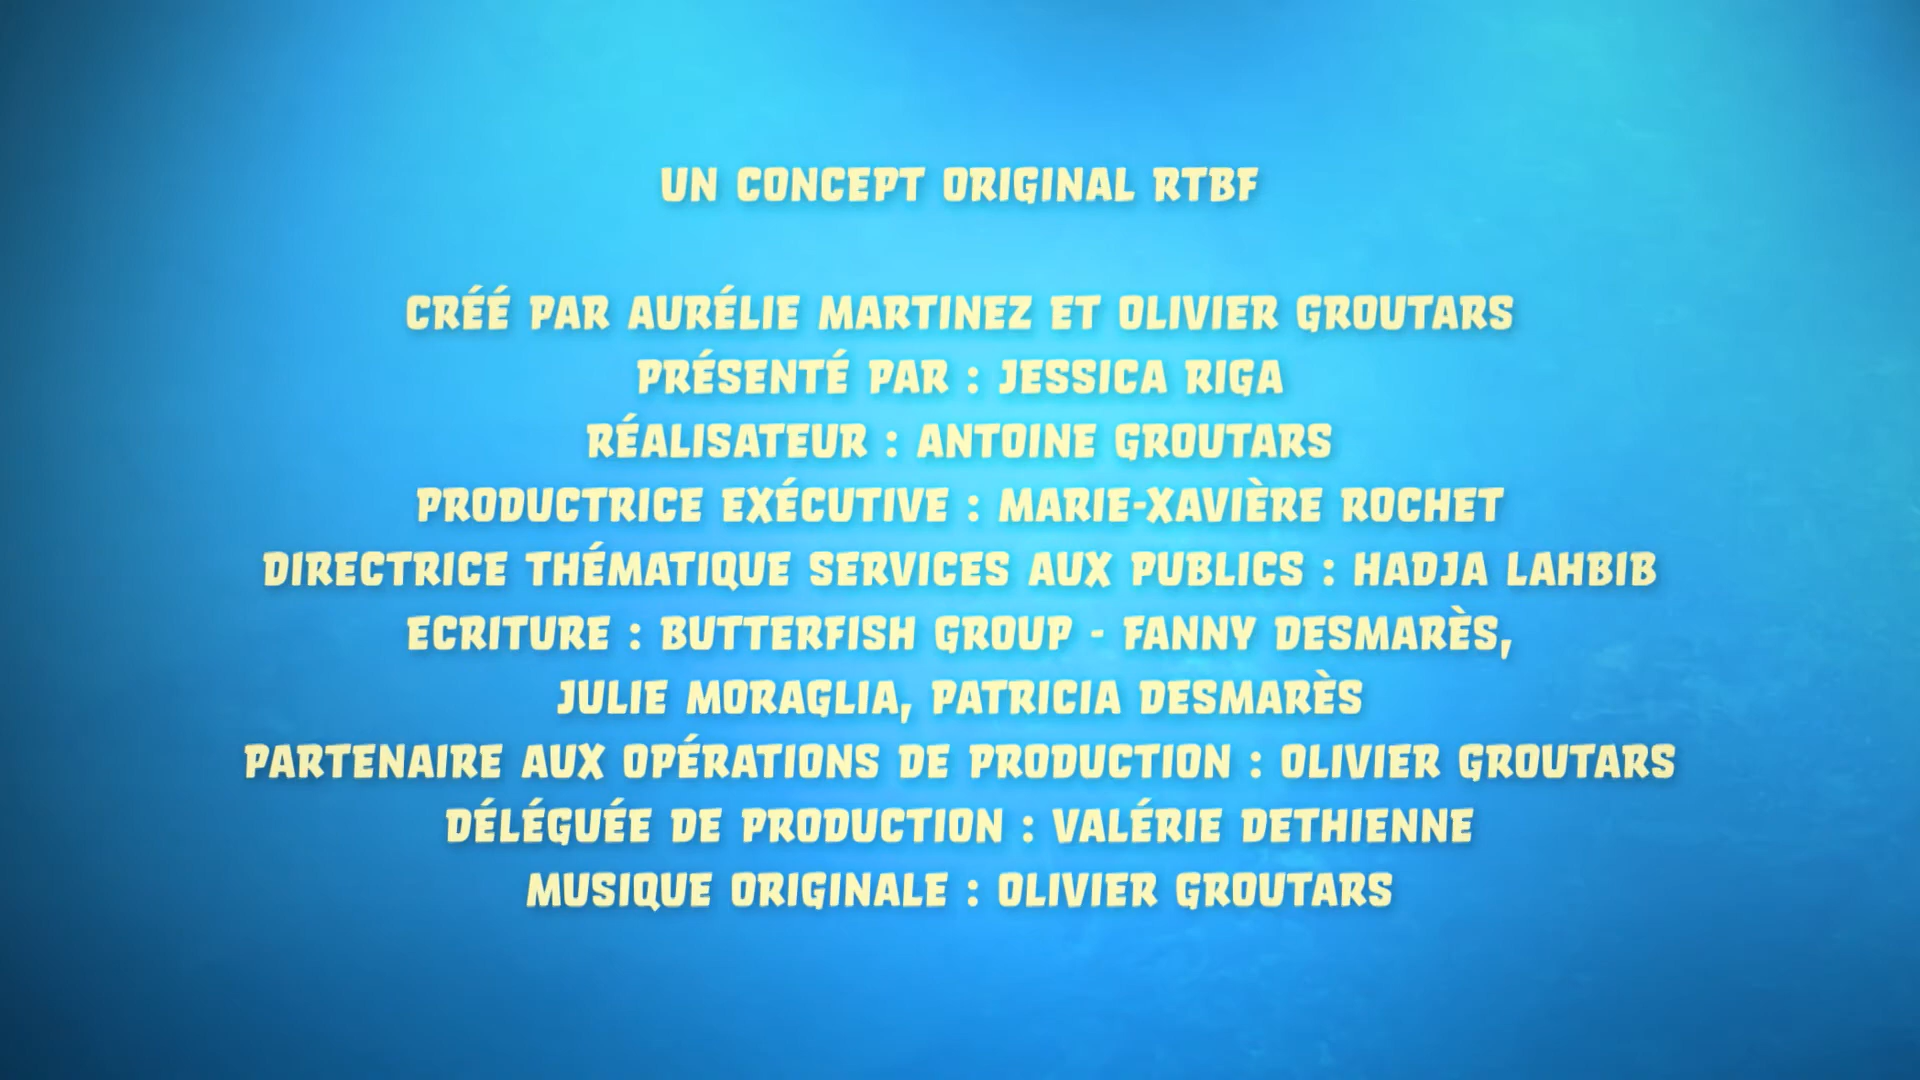 UN CONCEPT ORIGINAL RTBF
CRÉÉ PAR AURÉLIE MARTINEZ ET OLIVIER GROUTARS
PRÉSENTÉ PAR : JESSICA RIGA
RÉALISATEUR : ANTOINE GROUTARS
PRODUCTRICE EXÉCUTIVE : MARIE-XAVIÈRE ROCHET
DIRECTRICE THÉMATIQUE SERVICES AUX PUBLICS : HADJA LAHBIB
ECRITURE : BUTTERFISH GROUP - FANNY DESMARÈS,
JULIE MORAGLIA, PATRICIA DESMARÈS
PARTENAIRE AUX OPÉRATIONS DE PRODUCTION : OLIVIER GROUTARS
DÉLÉGUÉE DE PRODUCTION : VALÉRIE DETHIENNE
MUSIQUE ORIGINALE : OLIVIER GROUTARS